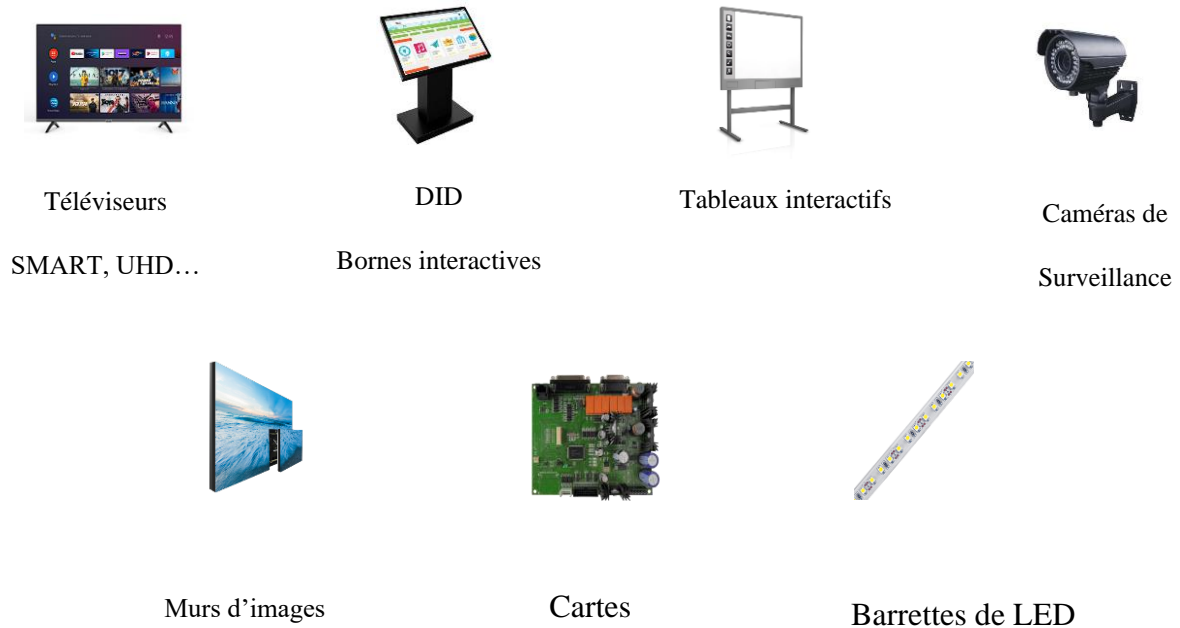 Téléviseurs
SMART, UHD…
DID
Bornes interactives
Tableaux interactifs
Caméras de
Surveillance
Murs d’images
Cartes
Barrettes de LED